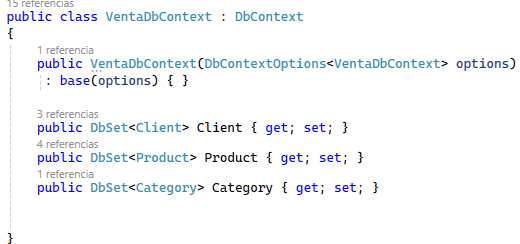 15 referencias
public class VentaDbContext : DbContext
{
1 referencia
public VentaDbContext(DbContextOptions<VentaDbContext> options)
: base(options) { }
3 referencias
public DbSet<Client> Client { get; set; }
4 referencias
public DbSet<Product> Product { get; set; }
1 referencia
public DbSet<Category> Category { get; set; }
}